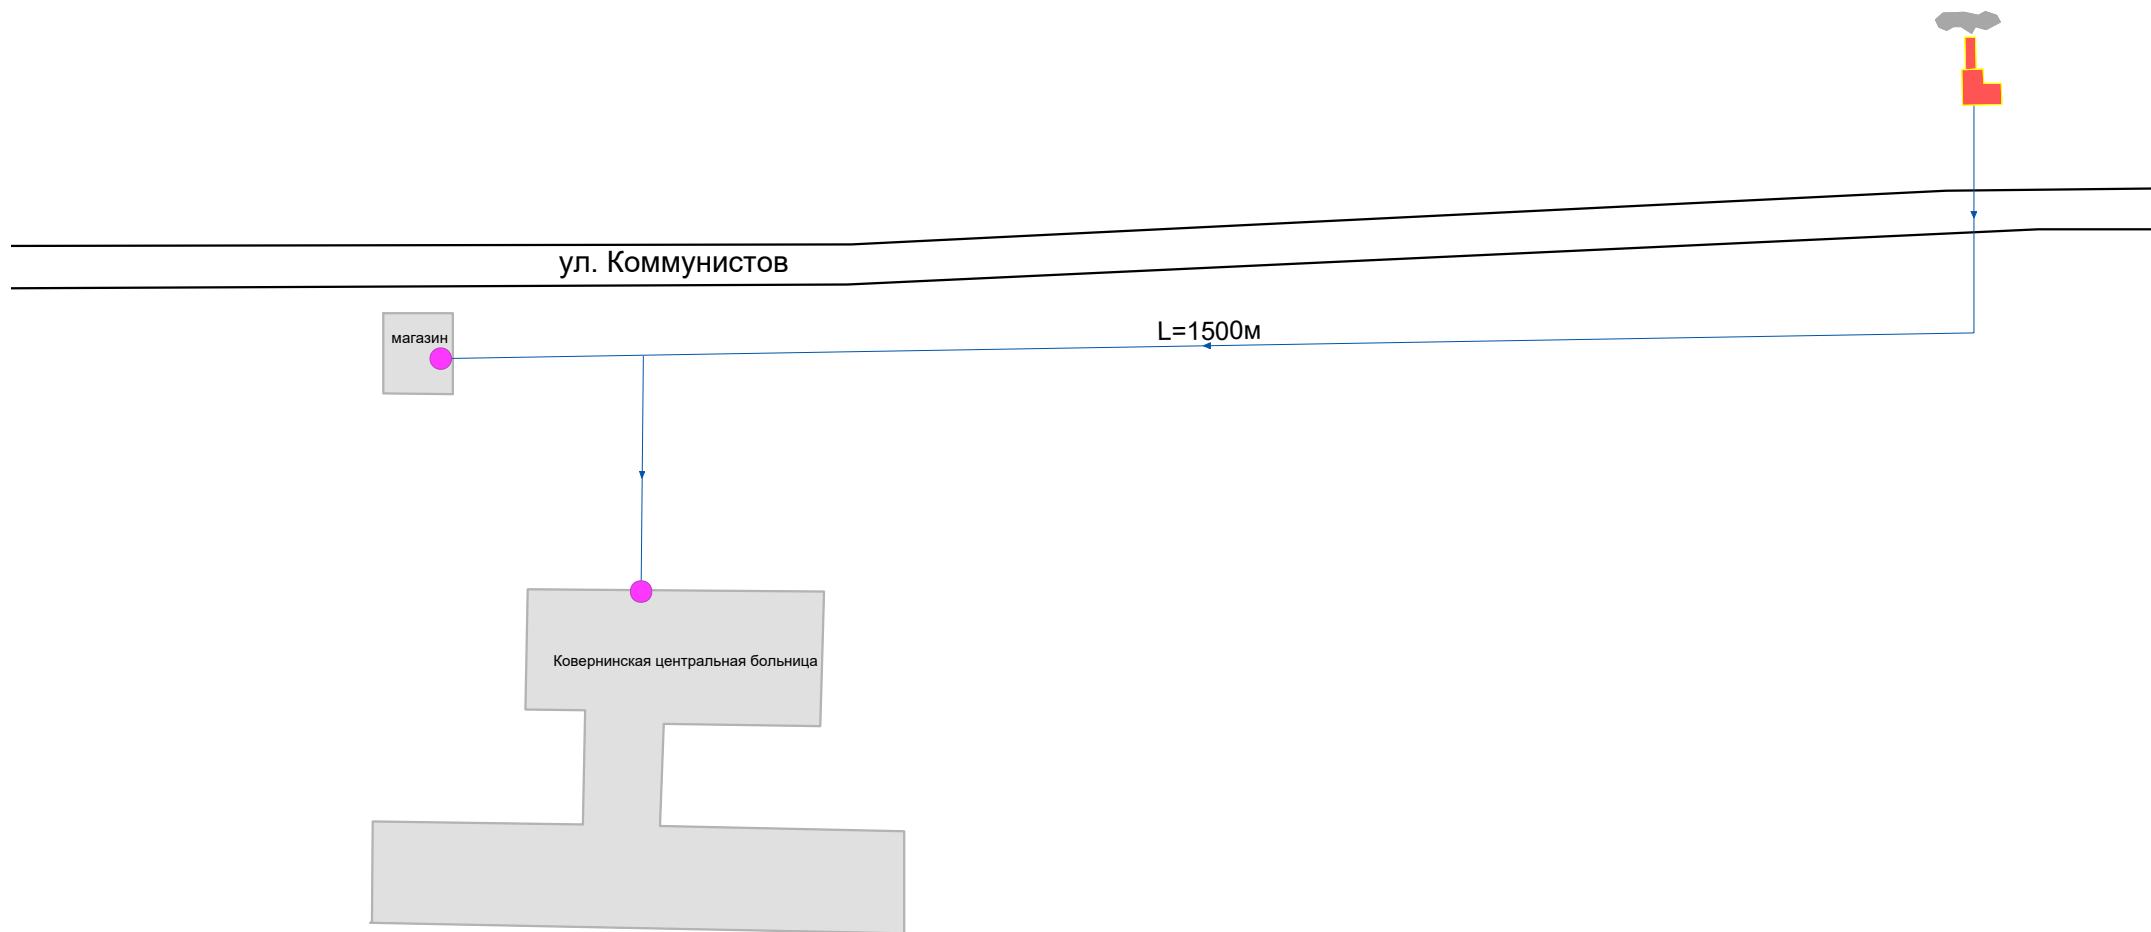 ул. Коммунистов
L=1500м
магазин
Ковернинская центральная больница